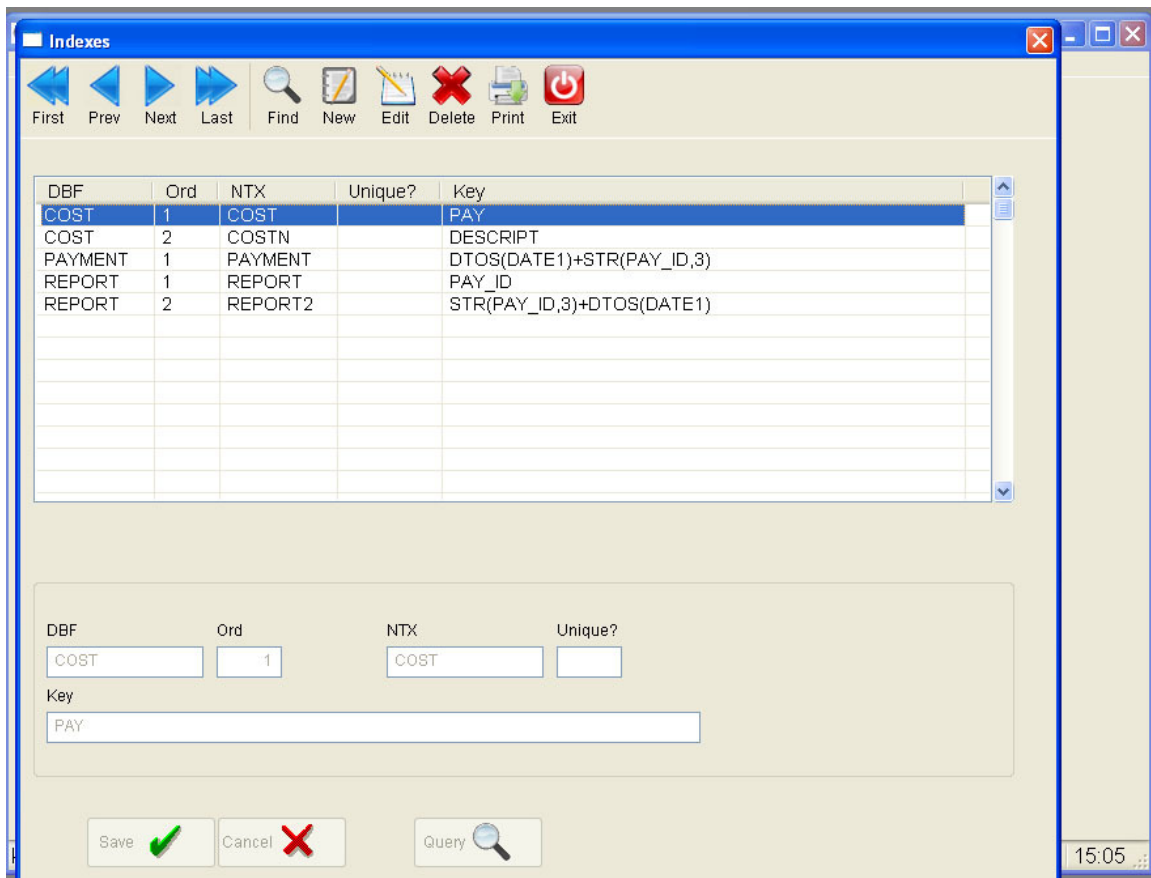 Indexes
First Prev Next Last Find New Edit Delete Print Exit
DBF Ord NTX Unique? Key
COST 1 COST PAY
COST 2 COSTN DESCRIPT
PAYMENT 1 PAYMENT DTOS(DATE1)+STR(PAY_ID,3)
REPORT 1 REPORT PAY_ID
REPORT 2 REPORT2 STR(PAY_ID,3)+DTOS(DATE1)
DBF Ord NTX Unique?
COST 1 COST
Key
PAY
Save Cancel Query
15:05